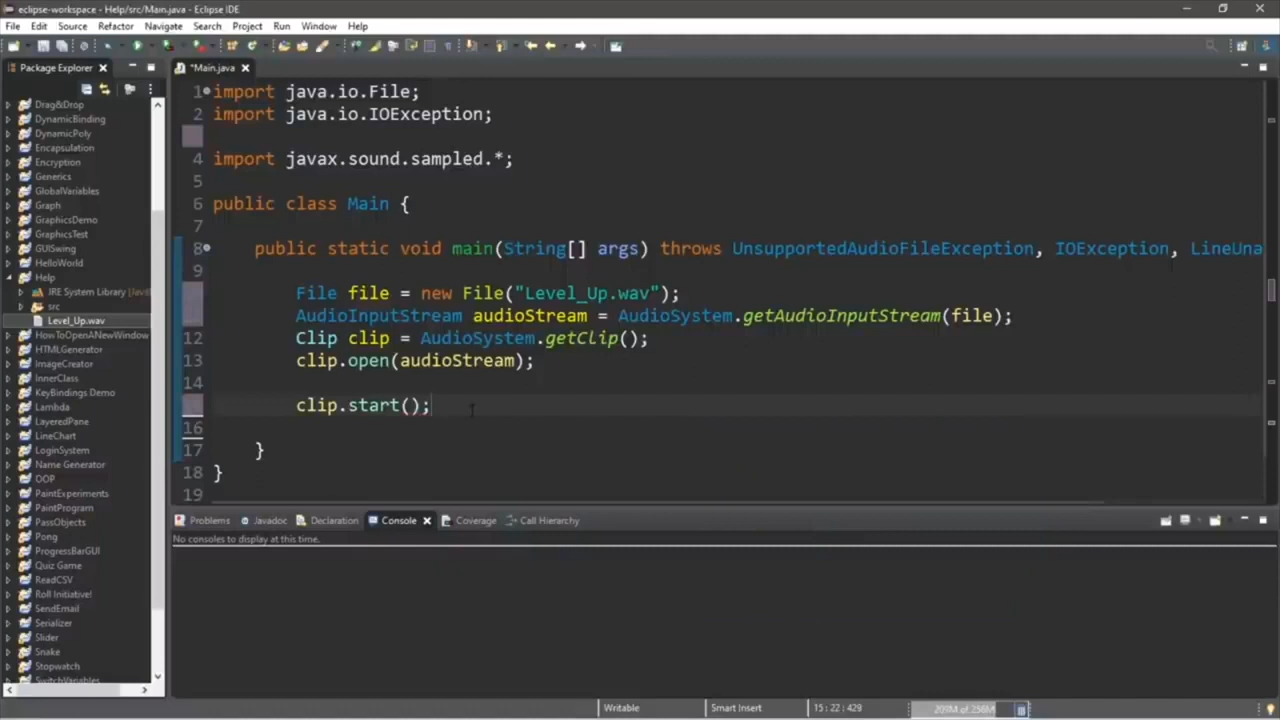 eclipse-workspace - Help/src/Main.java - Eclipse IDE
File Edit Source Refactor Navigate Search Project Run Window Help
Package Explorer
*Main.java
Drag&Drop
DynamicBinding
DynamicPoly
Encapsulation
Encryption
Generics
GlobalVariables
Graph
GraphicsDemo
GraphicsTest
GUISwing
HelloWorld
Help
JRE System Library
src
Level_Up.wav
HowToOpenANewWindow
HTMLGenerator
ImageCreator
InnerClass
KeyBindings Demo
Lambda
LayeredPane
LineChart
LoginSystem
Name Generator
OOP
PaintExperiments
PaintProgram
PassObjects
Pong
ProgressBarGUI
Quiz Game
ReadCSV
Roll Initiative!
SendEmail
Serializer
Slider
Snake
Stopwatch
SwitchVariables
1 import java.io.File;
2 import java.io.IOException;
4 import javax.sound.sampled.*;
5
6 public class Main {
7
8 public static void main(String[] args) throws UnsupportedAudioFileException, IOException, LineUna
9
File file = new File("Level_Up.wav");
AudioInputStream audioStream = AudioSystem.getAudioInputStream(file);
12 Clip clip = AudioSystem.getClip();
13 clip.open(audioStream);
14
clip.start();
16
17 }
18 }
19
Problems Javadoc Declaration Console Coverage Call Hierarchy
No consoles to display at this time.
Writable Smart Insert 15 : 22 : 429 209M of 256M